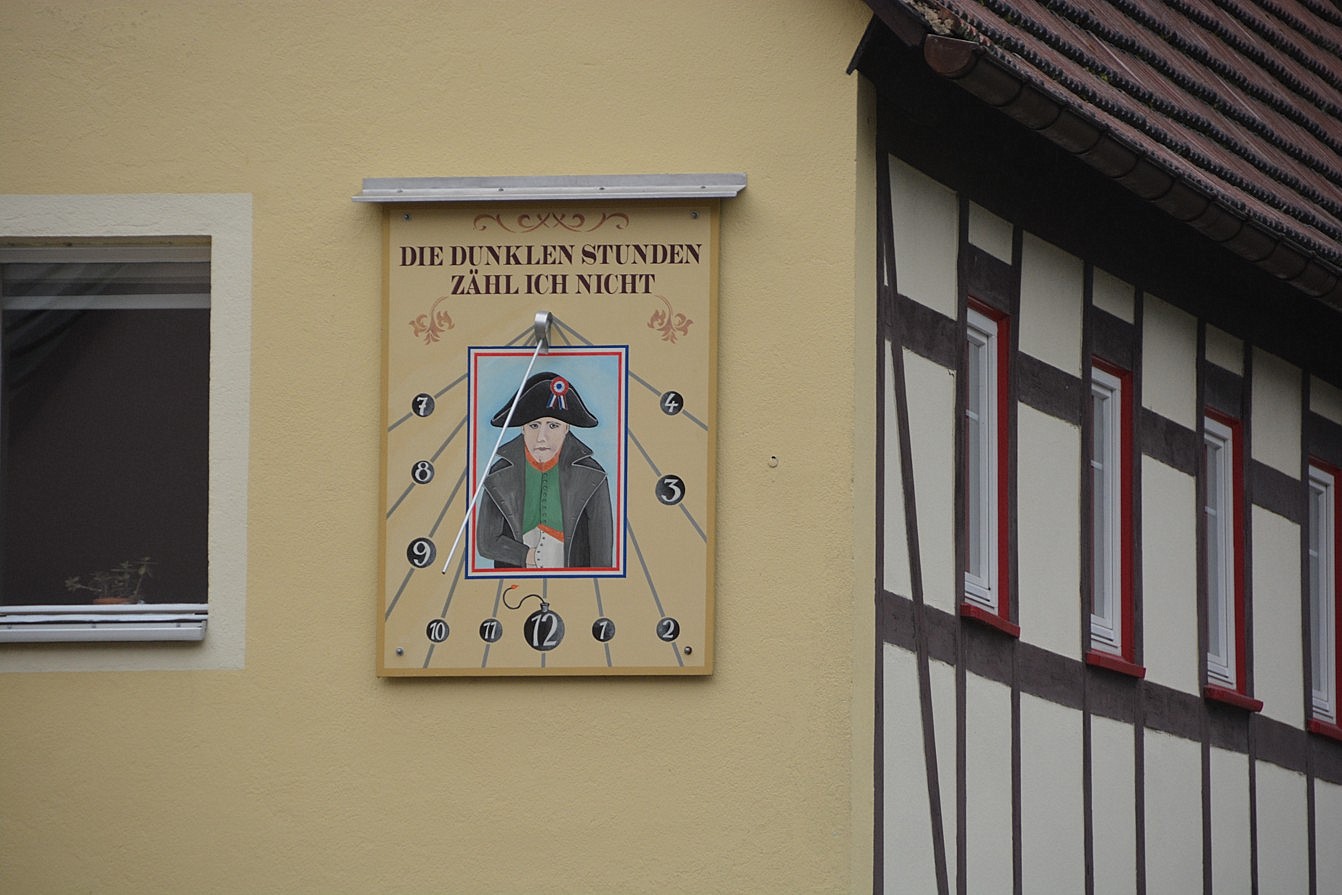 DIE DUNKLEN STUNDEN
ZÄHL ICH NICHT
7 4
8 3
9
10 11 12 1 2